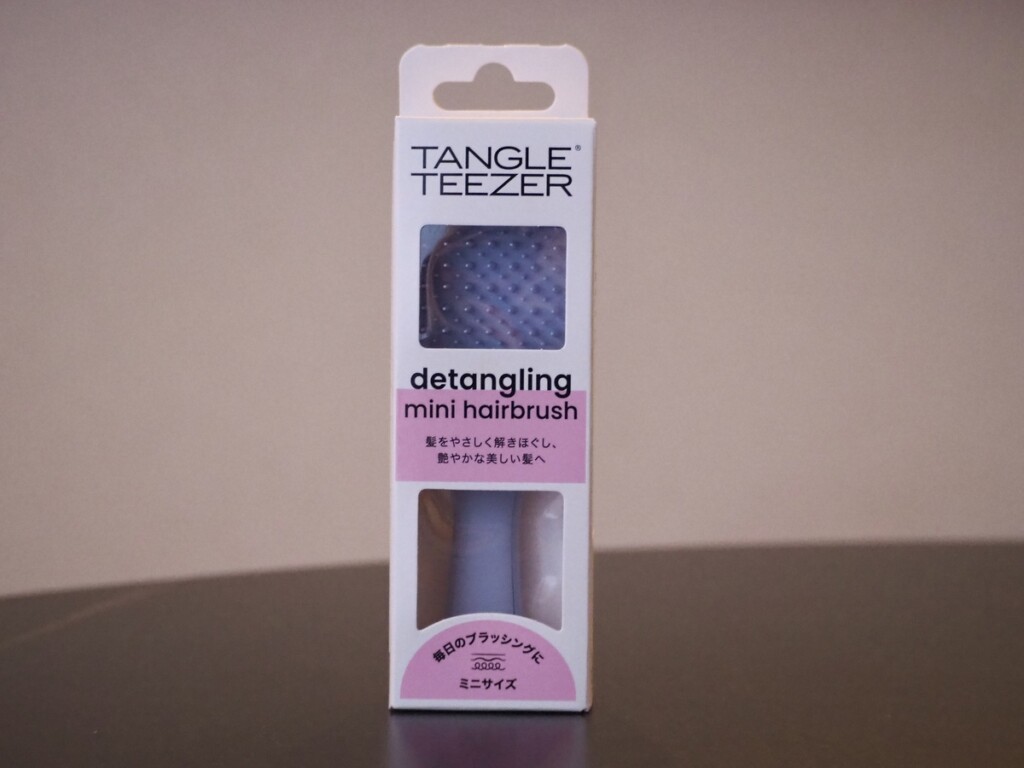 TANGLE®
TEEZER
detangling
mini hairbrush
髪をやさしく解きほぐし、
艶やかな美しい髪へ
毎日のブラッシングに
ミニサイズ